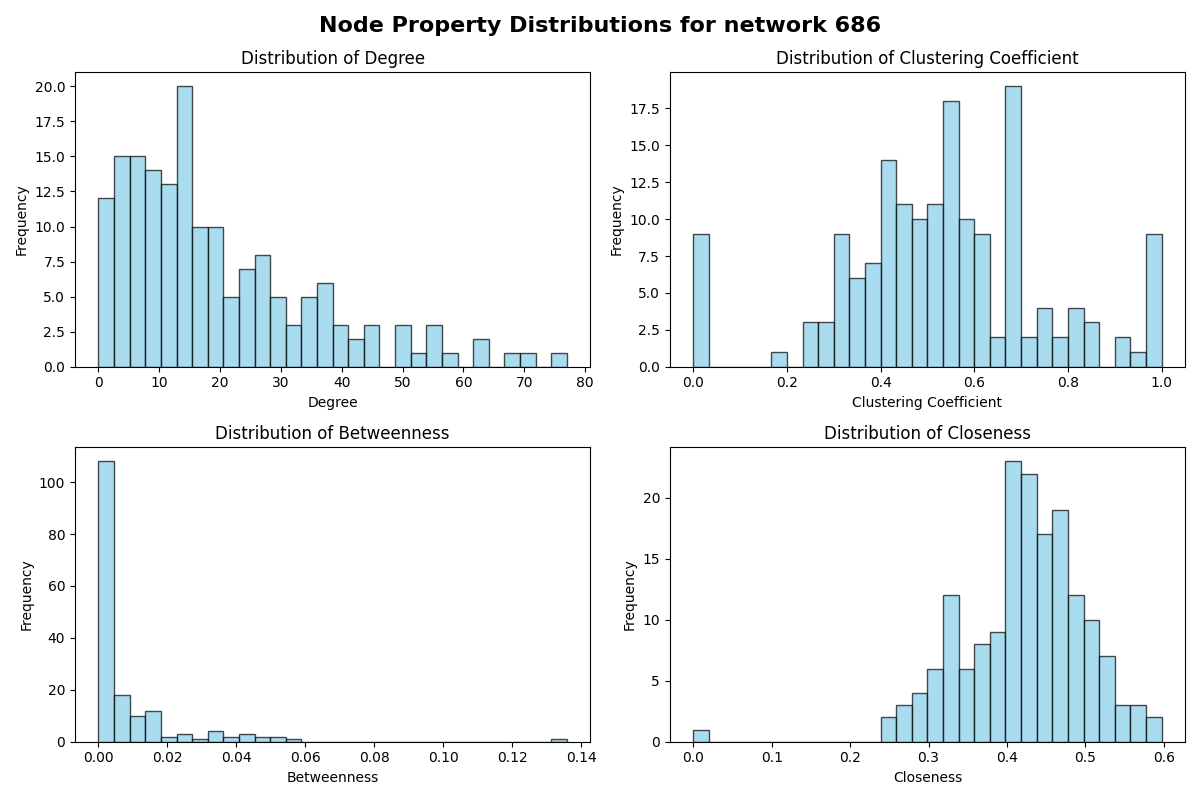 Node Property Distributions for network 686
Distribution of Degree
20.0
17.5
15.0
12.5
10.0
7.5
5.0
2.5
0.0
Frequency
0 10 20 30 40 50 60 70 80
Degree
Distribution of Clustering Coefficient
17.5
15.0
12.5
10.0
7.5
5.0
2.5
0.0
Frequency
0.0 0.2 0.4 0.6 0.8 1.0
Clustering Coefficient
Distribution of Betweenness
100
80
60
40
20
0
Frequency
0.00 0.02 0.04 0.06 0.08 0.10 0.12 0.14
Betweenness
Distribution of Closeness
20
15
10
5
0
Frequency
0.0 0.1 0.2 0.3 0.4 0.5 0.6
Closeness